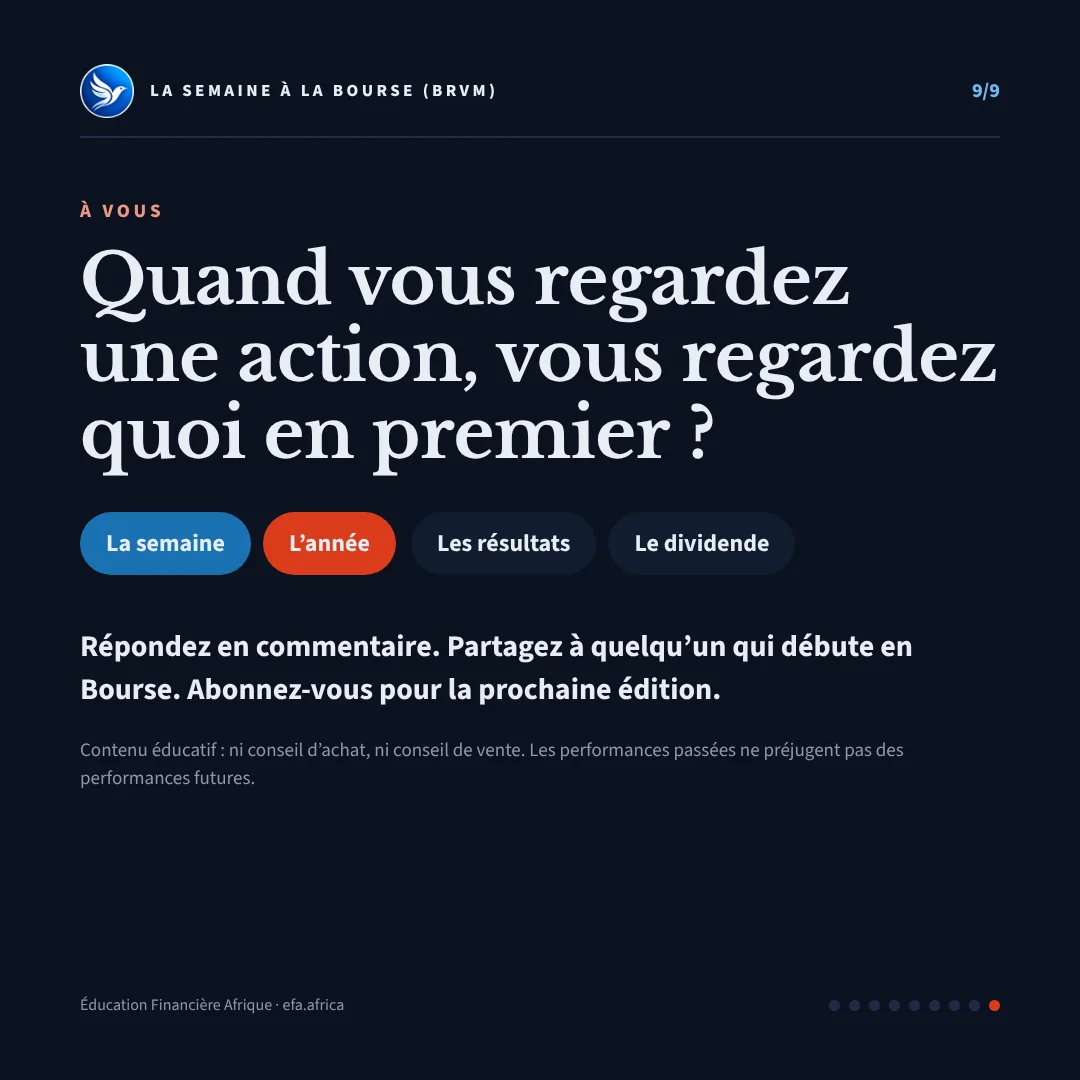 LA SEMAINE À LA BOURSE (BRVM)
9/9
À VOUS
Quand vous regardez
une action, vous regardez
quoi en premier ?
La semaine
L’année
Les résultats
Le dividende
Répondez en commentaire. Partagez à quelqu’un qui débute en
Bourse. Abonnez-vous pour la prochaine édition.
Contenu éducatif : ni conseil d’achat, ni conseil de vente. Les performances passées ne préjugent pas des
performances futures.
Éducation Financière Afrique · efa.africa